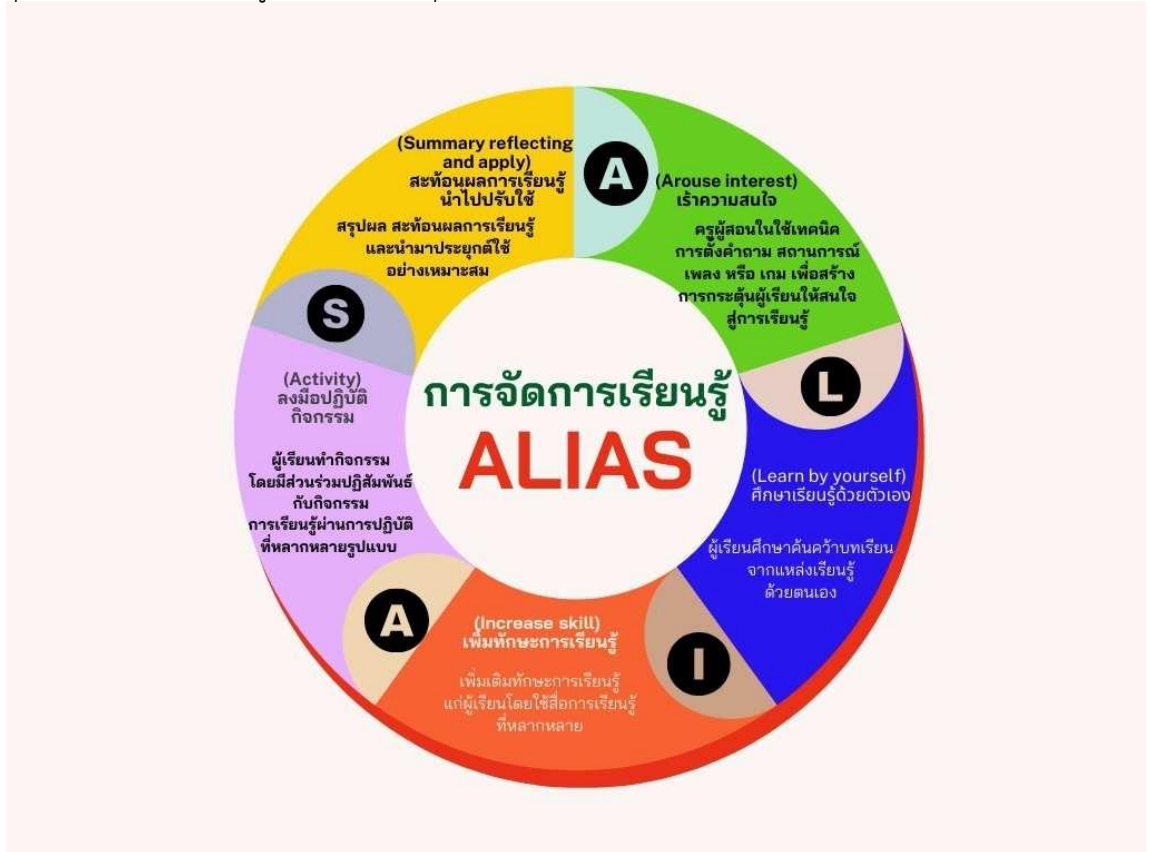 การจัดการเรียนรู้
ALIAS
A
(Arouse interest)
เร้าความสนใจ
ครูผู้สอนในใช้เทคนิค
การตั้งคำถาม สถานการณ์
เพลง หรือ เกม เพื่อสร้าง
การกระตุ้นผู้เรียนให้สนใจ
สู่การเรียนรู้
L
(Learn by yourself)
ศึกษาเรียนรู้ด้วยตัวเอง
ผู้เรียนศึกษาค้นคว้าบทเรียน
จากแหล่งเรียนรู้
ด้วยตนเอง
I
(Increase skill)
เพิ่มทักษะการเรียนรู้
เพิ่มเติมทักษะการเรียนรู้
แก่ผู้เรียนโดยใช้สื่อการเรียนรู้
ที่หลากหลาย
A
(Activity)
ลงมือปฏิบัติ
กิจกรรม
ผู้เรียนทำกิจกรรม
โดยมีส่วนร่วมปฏิสัมพันธ์
กับกิจกรรม
การเรียนรู้ผ่านการปฏิบัติ
ที่หลากหลายรูปแบบ
S
(Summary reflecting
and apply)
สะท้อนผลการเรียนรู้
นำไปปรับใช้
สรุปผล สะท้อนผลการเรียนรู้
และนำมาประยุกต์ใช้
อย่างเหมาะสม